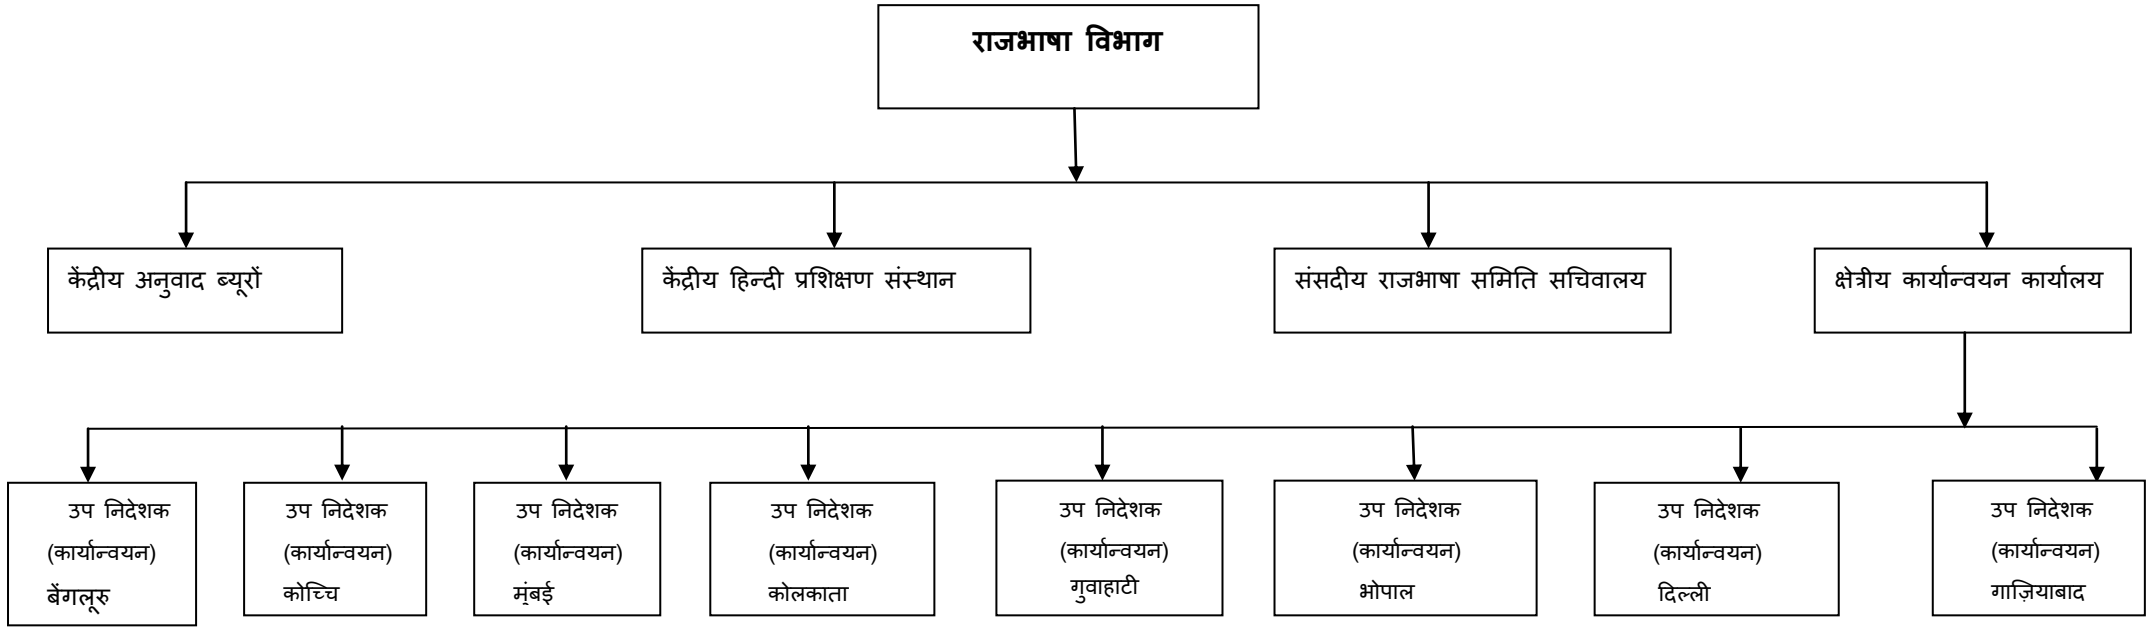 राजभाषा विभाग
केंद्रीय अनुवाद ब्यूरों
केंद्रीय हिन्दी प्रशिक्षण संस्थान
संसदीय राजभाषा समिति सचिवालय
क्षेत्रीय कार्यान्वयन कार्यालय
उप निदेशक
(कार्यान्वयन)
बेंगलूरु
उप निदेशक
(कार्यान्वयन)
कोच्चि
उप निदेशक
(कार्यान्वयन)
मुंबई
उप निदेशक
(कार्यान्वयन)
कोलकाता
उप निदेशक
(कार्यान्वयन)
गुवाहाटी
उप निदेशक
(कार्यान्वयन)
भोपाल
उप निदेशक
(कार्यान्वयन)
दिल्ली
उप निदेशक
(कार्यान्वयन)
गाज़ियाबाद